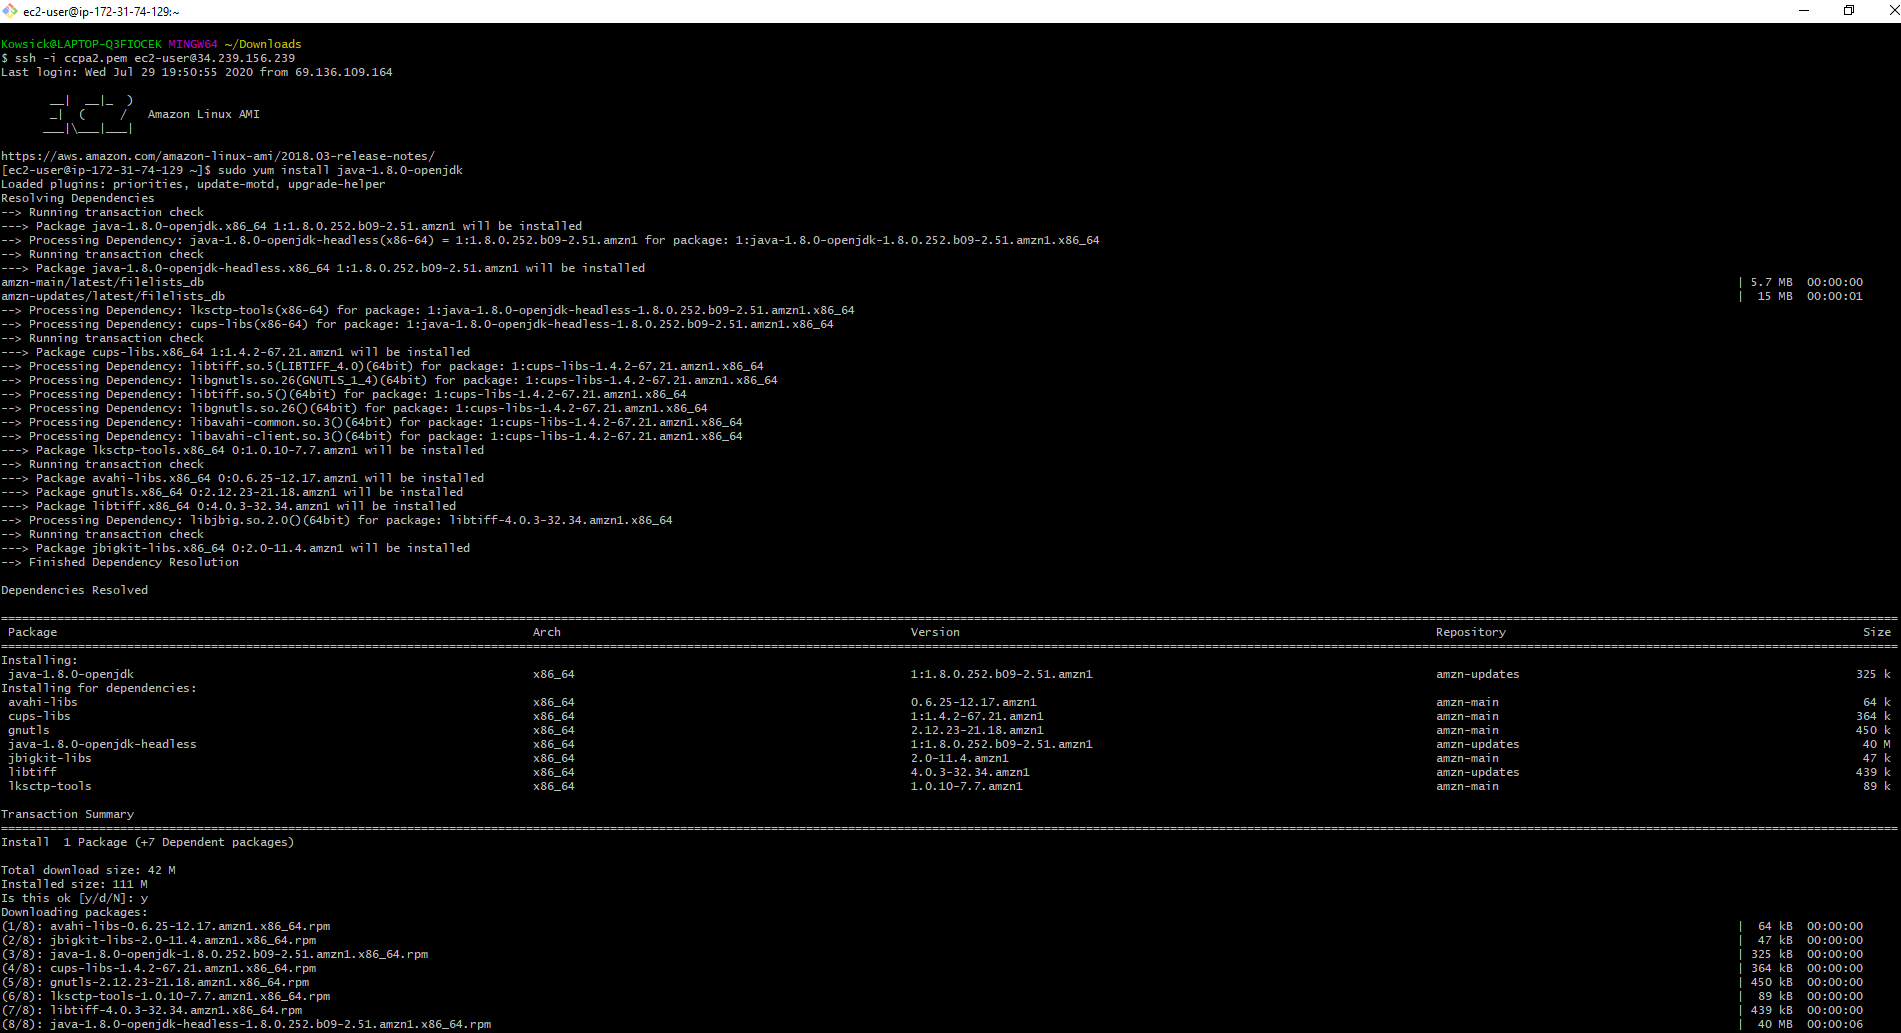 ec2-user@ip-172-31-74-129:~
Kowsick@LAPTOP-Q3FIOCEK MINGW64 ~/Downloads
$ ssh -i ccpa2.pem ec2-user@34.239.156.239
Last login: Wed Jul 29 19:50:55 2020 from 69.136.109.164
__|  __|_  )
_|  (     /   Amazon Linux AMI
___|\___|___|
https://aws.amazon.com/amazon-linux-ami/2018.03-release-notes/
[ec2-user@ip-172-31-74-129 ~]$ sudo yum install java-1.8.0-openjdk
Loaded plugins: priorities, update-motd, upgrade-helper
Resolving Dependencies
--> Running transaction check
---> Package java-1.8.0-openjdk.x86_64 1:1.8.0.252.b09-2.51.amzn1 will be installed
--> Processing Dependency: java-1.8.0-openjdk-headless(x86-64) = 1:1.8.0.252.b09-2.51.amzn1 for package: 1:java-1.8.0-openjdk-1.8.0.252.b09-2.51.amzn1.x86_64
--> Running transaction check
---> Package java-1.8.0-openjdk-headless.x86_64 1:1.8.0.252.b09-2.51.amzn1 will be installed
amzn-main/latest/filelists_db | 5.7 MB 00:00:00
amzn-updates/latest/filelists_db | 15 MB 00:00:01
--> Processing Dependency: lksctp-tools(x86-64) for package: 1:java-1.8.0-openjdk-headless-1.8.0.252.b09-2.51.amzn1.x86_64
--> Processing Dependency: cups-libs(x86-64) for package: 1:java-1.8.0-openjdk-headless-1.8.0.252.b09-2.51.amzn1.x86_64
--> Running transaction check
---> Package cups-libs.x86_64 1:1.4.2-67.21.amzn1 will be installed
--> Processing Dependency: libtiff.so.5(LIBTIFF_4.0)(64bit) for package: 1:cups-libs-1.4.2-67.21.amzn1.x86_64
--> Processing Dependency: libgnutls.so.26(GNUTLS_1_4)(64bit) for package: 1:cups-libs-1.4.2-67.21.amzn1.x86_64
--> Processing Dependency: libtiff.so.5()(64bit) for package: 1:cups-libs-1.4.2-67.21.amzn1.x86_64
--> Processing Dependency: libgnutls.so.26()(64bit) for package: 1:cups-libs-1.4.2-67.21.amzn1.x86_64
--> Processing Dependency: libavahi-common.so.3()(64bit) for package: 1:cups-libs-1.4.2-67.21.amzn1.x86_64
--> Processing Dependency: libavahi-client.so.3()(64bit) for package: 1:cups-libs-1.4.2-67.21.amzn1.x86_64
---> Package lksctp-tools.x86_64 0:1.0.10-7.7.amzn1 will be installed
--> Running transaction check
---> Package avahi-libs.x86_64 0:0.6.25-12.17.amzn1 will be installed
---> Package gnutls.x86_64 0:2.12.23-21.18.amzn1 will be installed
---> Package libtiff.x86_64 0:4.0.3-32.34.amzn1 will be installed
--> Processing Dependency: libjbig.so.2.0()(64bit) for package: libtiff-4.0.3-32.34.amzn1.x86_64
--> Running transaction check
---> Package jbigkit-libs.x86_64 0:2.0-11.4.amzn1 will be installed
--> Finished Dependency Resolution
Dependencies Resolved
Package Arch Version Repository Size
Installing:
java-1.8.0-openjdk x86_64 1:1.8.0.252.b09-2.51.amzn1 amzn-updates 325 k
Installing for dependencies:
avahi-libs x86_64 0.6.25-12.17.amzn1 amzn-main 64 k
cups-libs x86_64 1:1.4.2-67.21.amzn1 amzn-main 364 k
gnutls x86_64 2.12.23-21.18.amzn1 amzn-main 450 k
java-1.8.0-openjdk-headless x86_64 1:1.8.0.252.b09-2.51.amzn1 amzn-updates 40 M
jbigkit-libs x86_64 2.0-11.4.amzn1 amzn-main 47 k
libtiff x86_64 4.0.3-32.34.amzn1 amzn-updates 439 k
lksctp-tools x86_64 1.0.10-7.7.amzn1 amzn-main 89 k
Transaction Summary
Install  1 Package (+7 Dependent packages)
Total download size: 42 M
Installed size: 111 M
Is this ok [y/d/N]: y
Downloading packages:
(1/8): avahi-libs-0.6.25-12.17.amzn1.x86_64.rpm | 64 kB 00:00:00
(2/8): jbigkit-libs-2.0-11.4.amzn1.x86_64.rpm | 47 kB 00:00:00
(3/8): java-1.8.0-openjdk-1.8.0.252.b09-2.51.amzn1.x86_64.rpm | 325 kB 00:00:00
(4/8): cups-libs-1.4.2-67.21.amzn1.x86_64.rpm | 364 kB 00:00:00
(5/8): gnutls-2.12.23-21.18.amzn1.x86_64.rpm | 450 kB 00:00:00
(6/8): lksctp-tools-1.0.10-7.7.amzn1.x86_64.rpm | 89 kB 00:00:00
(7/8): libtiff-4.0.3-32.34.amzn1.x86_64.rpm | 439 kB 00:00:00
(8/8): java-1.8.0-openjdk-headless-1.8.0.252.b09-2.51.amzn1.x86_64.rpm | 40 MB 00:00:06